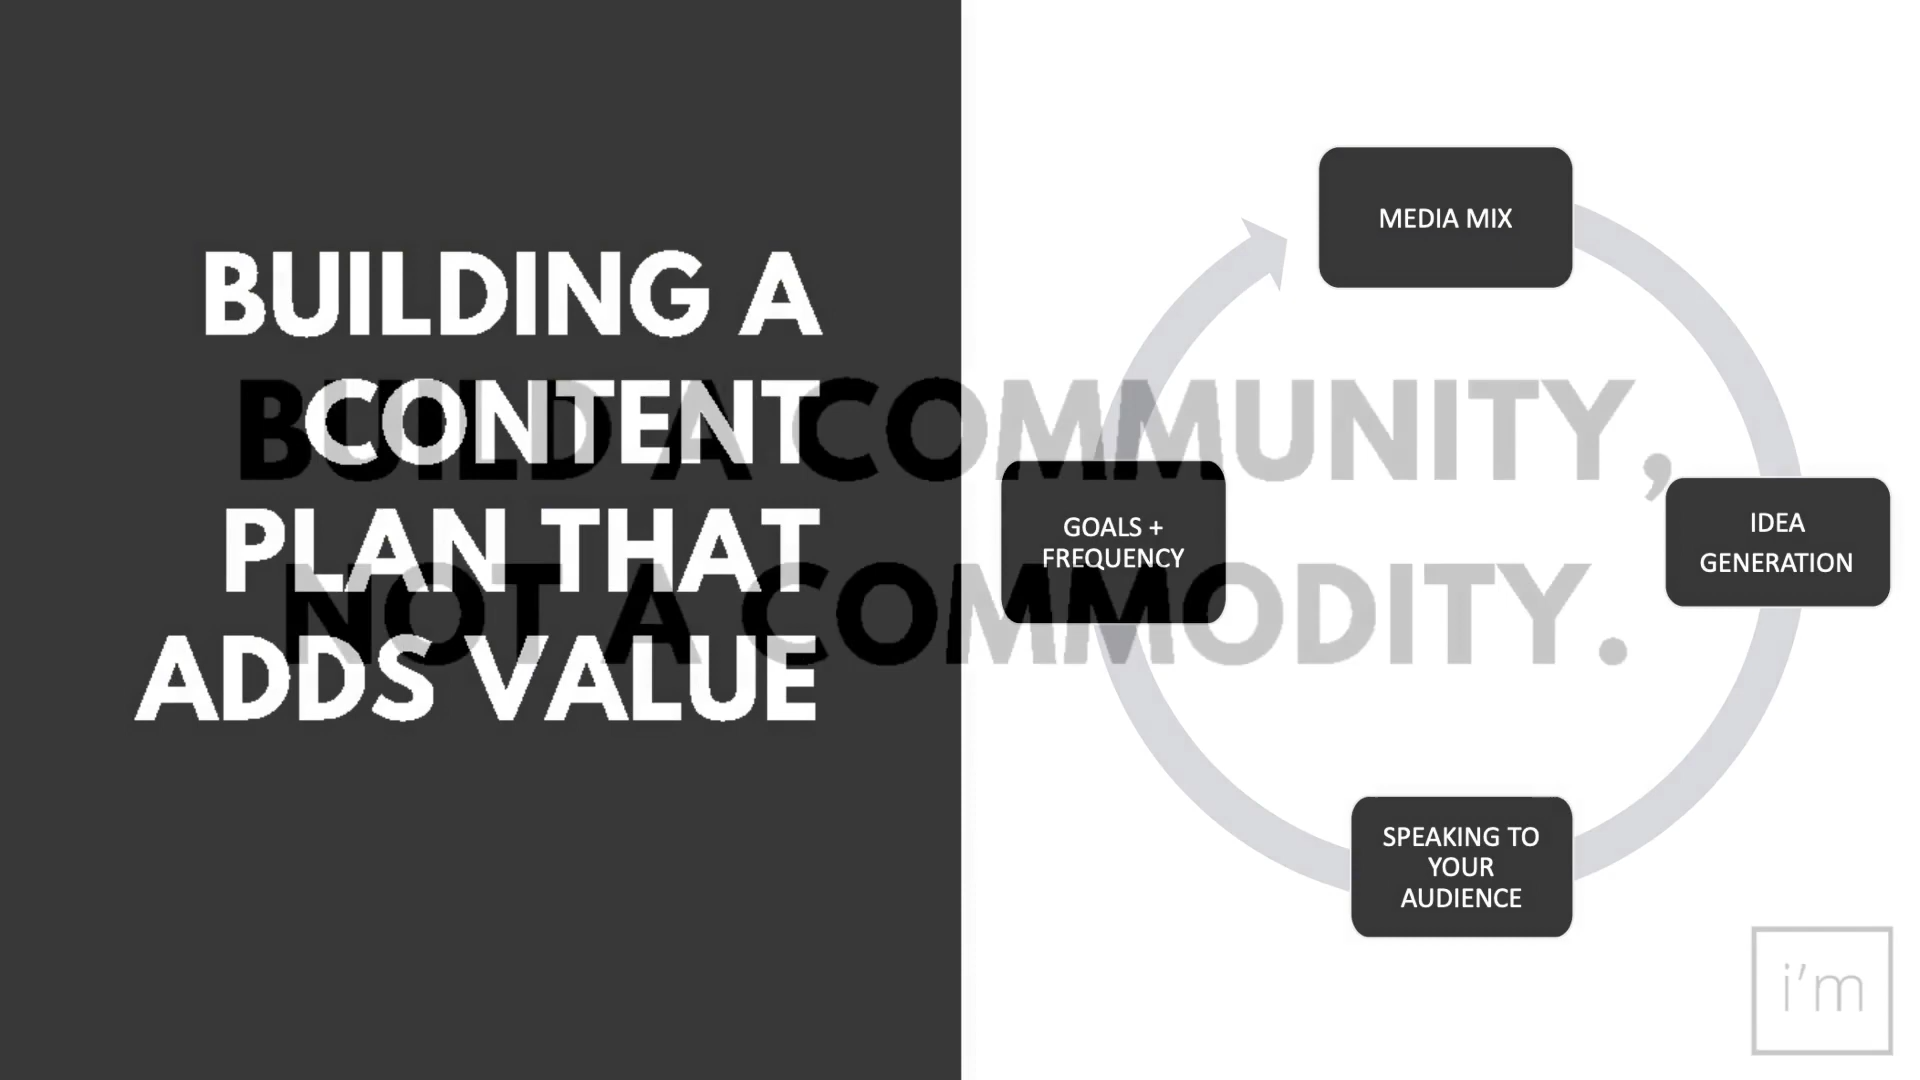 BUILDING A
CONTENT
PLAN THAT
ADDS VALUE
BUILD A COMMUNITY,
NOT A COMMODITY.
MEDIA MIX
IDEA
GENERATION
SPEAKING TO
YOUR
AUDIENCE
GOALS +
FREQUENCY
i'm